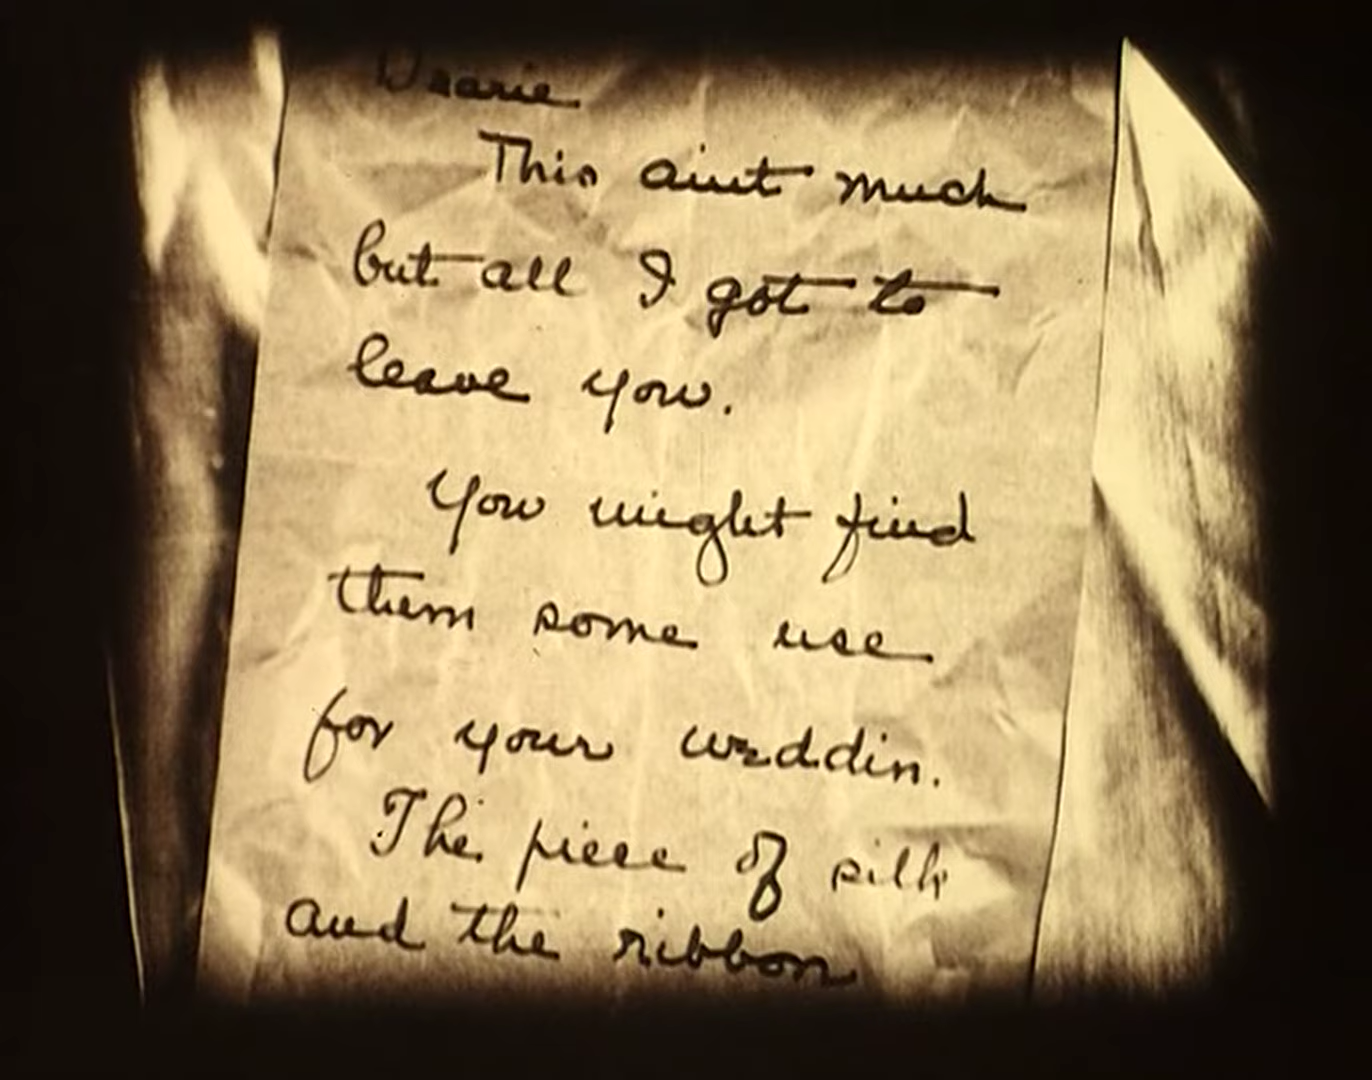 Dearie
This aint much
but all I got to
leave you.
You might find
them some use
for your weddin.
The piece of silk
and the ribbon